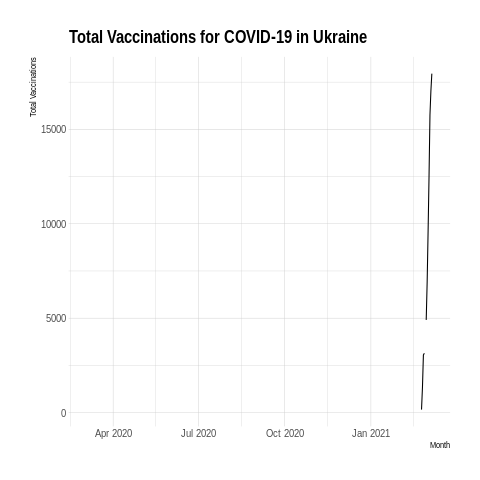 Total Vaccinations for COVID-19 in Ukraine
Total Vaccinations
15000
10000
5000
0
Apr 2020 Jul 2020 Oct 2020 Jan 2021
Month